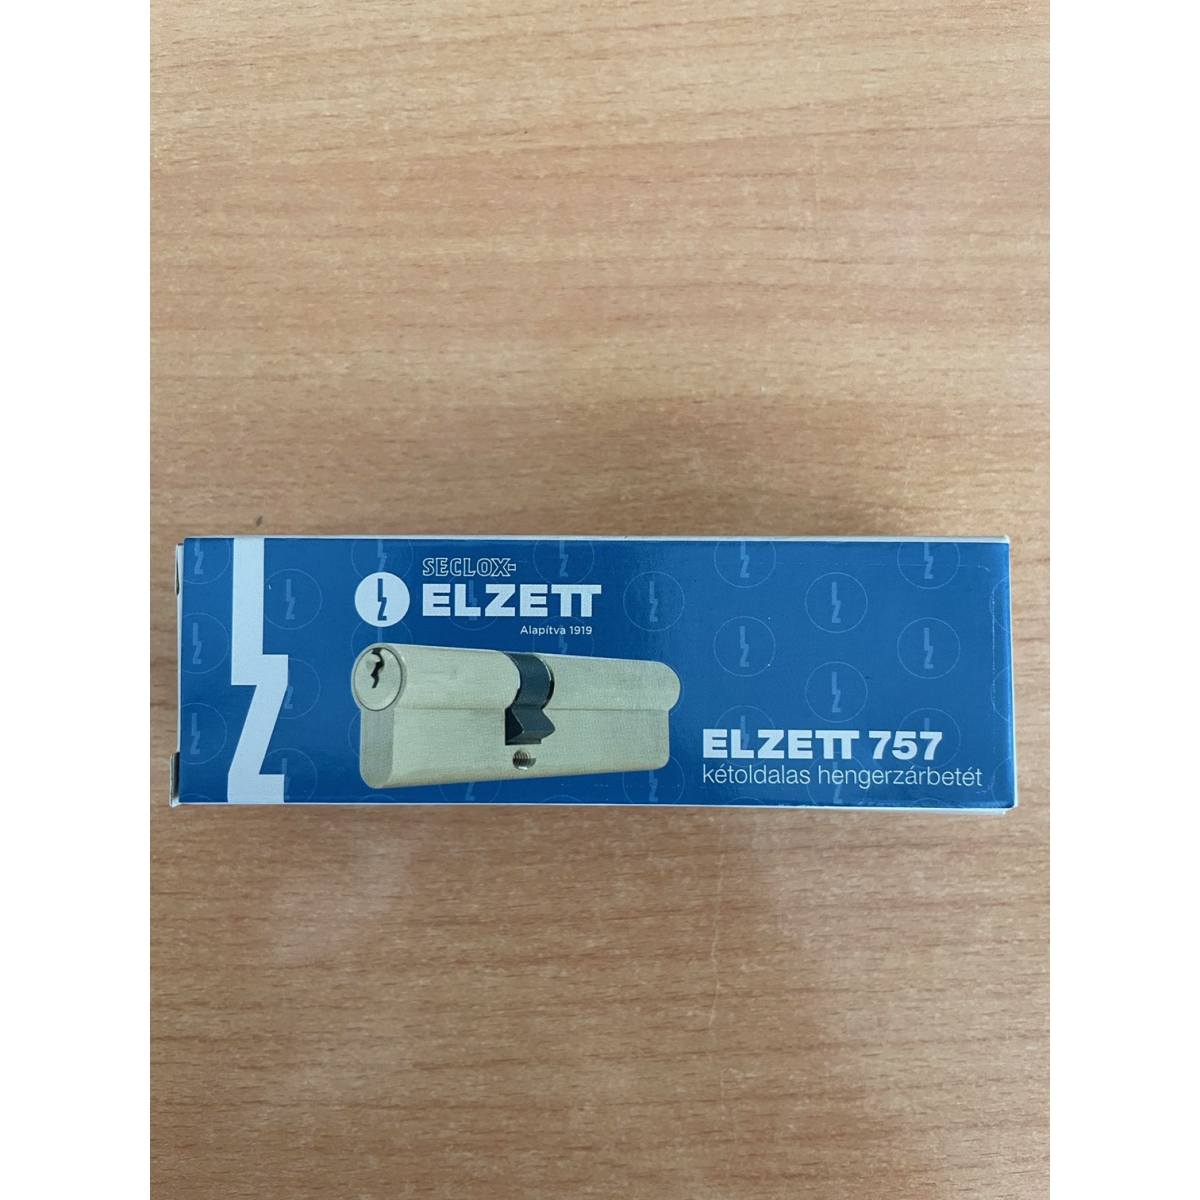 SECLOX-
ELZETT
Alapítva 1919
ELZETT 757
kétoldalas hengerzárbetét